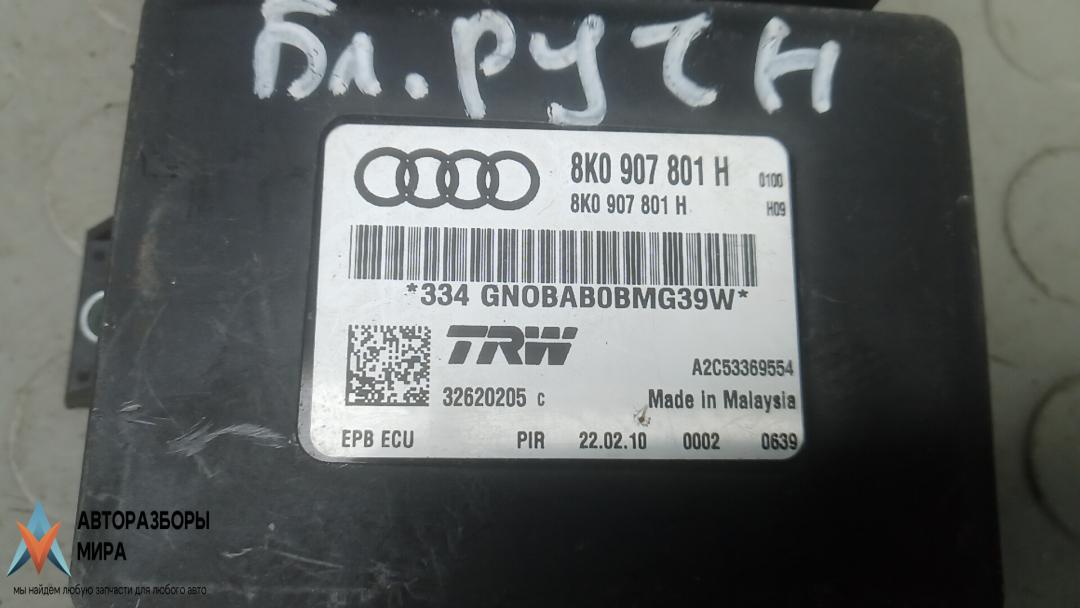 Бл. РУЧН
8K0 907 801 H 0100
8K0 907 801 H H09
*334 GN0BAB0BMG39W*
TRW
A2C53369554
32620205 C Made in Malaysia
EPB ECU PIR 22.02.10 0002 0639
АВТОРАЗБОРЫ
МИРА
мы найдём любую запчасти для любого авто